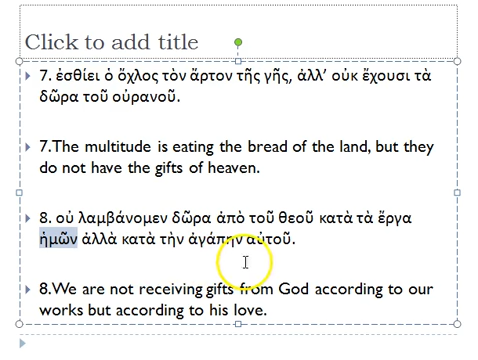 Click to add title
7. ἐσθίει ὁ ὄχλος τὸν ἄρτον τῆς γῆς, ἀλλ’ οὐκ ἔχουσι τὰ
δῶρα τοῦ οὐρανοῦ.
7.The multitude is eating the bread of the land, but they
do not have the gifts of heaven.
8. οὐ λαμβάνομεν δῶρα ἀπὸ τοῦ θεοῦ κατὰ τὰ ἔργα
ἡμῶν ἀλλὰ κατὰ τὴν ἀγάπην αὐτοῦ.
8.We are not receiving gifts from God according to our
works but according to his love.